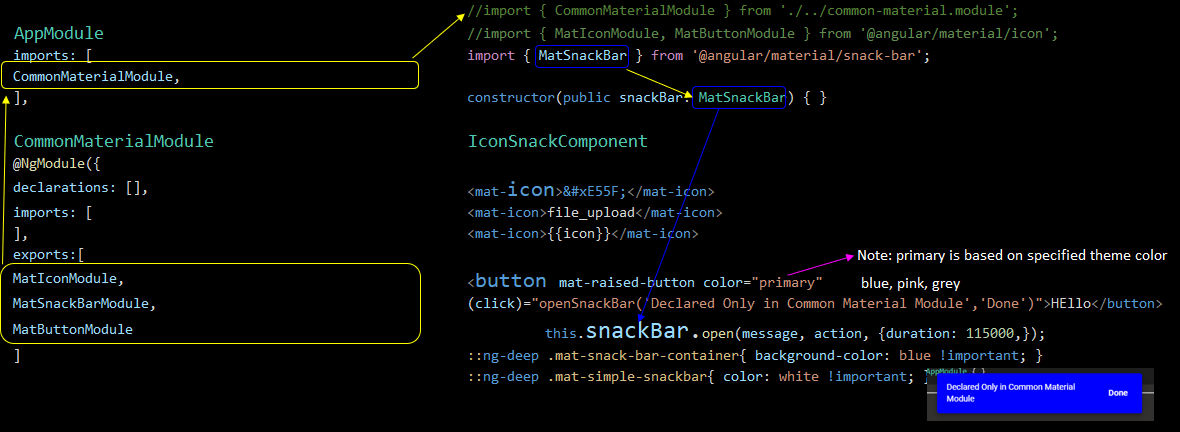 AppModule
imports: [
CommonMaterialModule,
],
CommonMaterialModule
@NgModule({
declarations: [],
imports: [
],
exports:[
MatIconModule,
MatSnackBarModule,
MatButtonModule
]
//import { CommonMaterialModule } from './../common-material.module';
//import { MatIconModule, MatButtonModule } from '@angular/material/icon';
import { MatSnackBar } from '@angular/material/snack-bar';
constructor(public snackBar: MatSnackBar) { }
IconSnackComponent
<mat-icon>&#xE55F;</mat-icon>
<mat-icon>file_upload</mat-icon>
<mat-icon>{{icon}}</mat-icon>
Note: primary is based on specified theme color
<button mat-raised-button color="primary"
blue, pink, grey
(click)="openSnackBar('Declared Only in Common Material Module','Done')">HEllo</button>
this.snackBar.open(message, action, {duration: 115000,});
::ng-deep .mat-snack-bar-container{ background-color: blue !important; }
::ng-deep .mat-simple-snackbar{ color: white !important; }
AppModule { }
Declared Only in Common Material
Module
Done